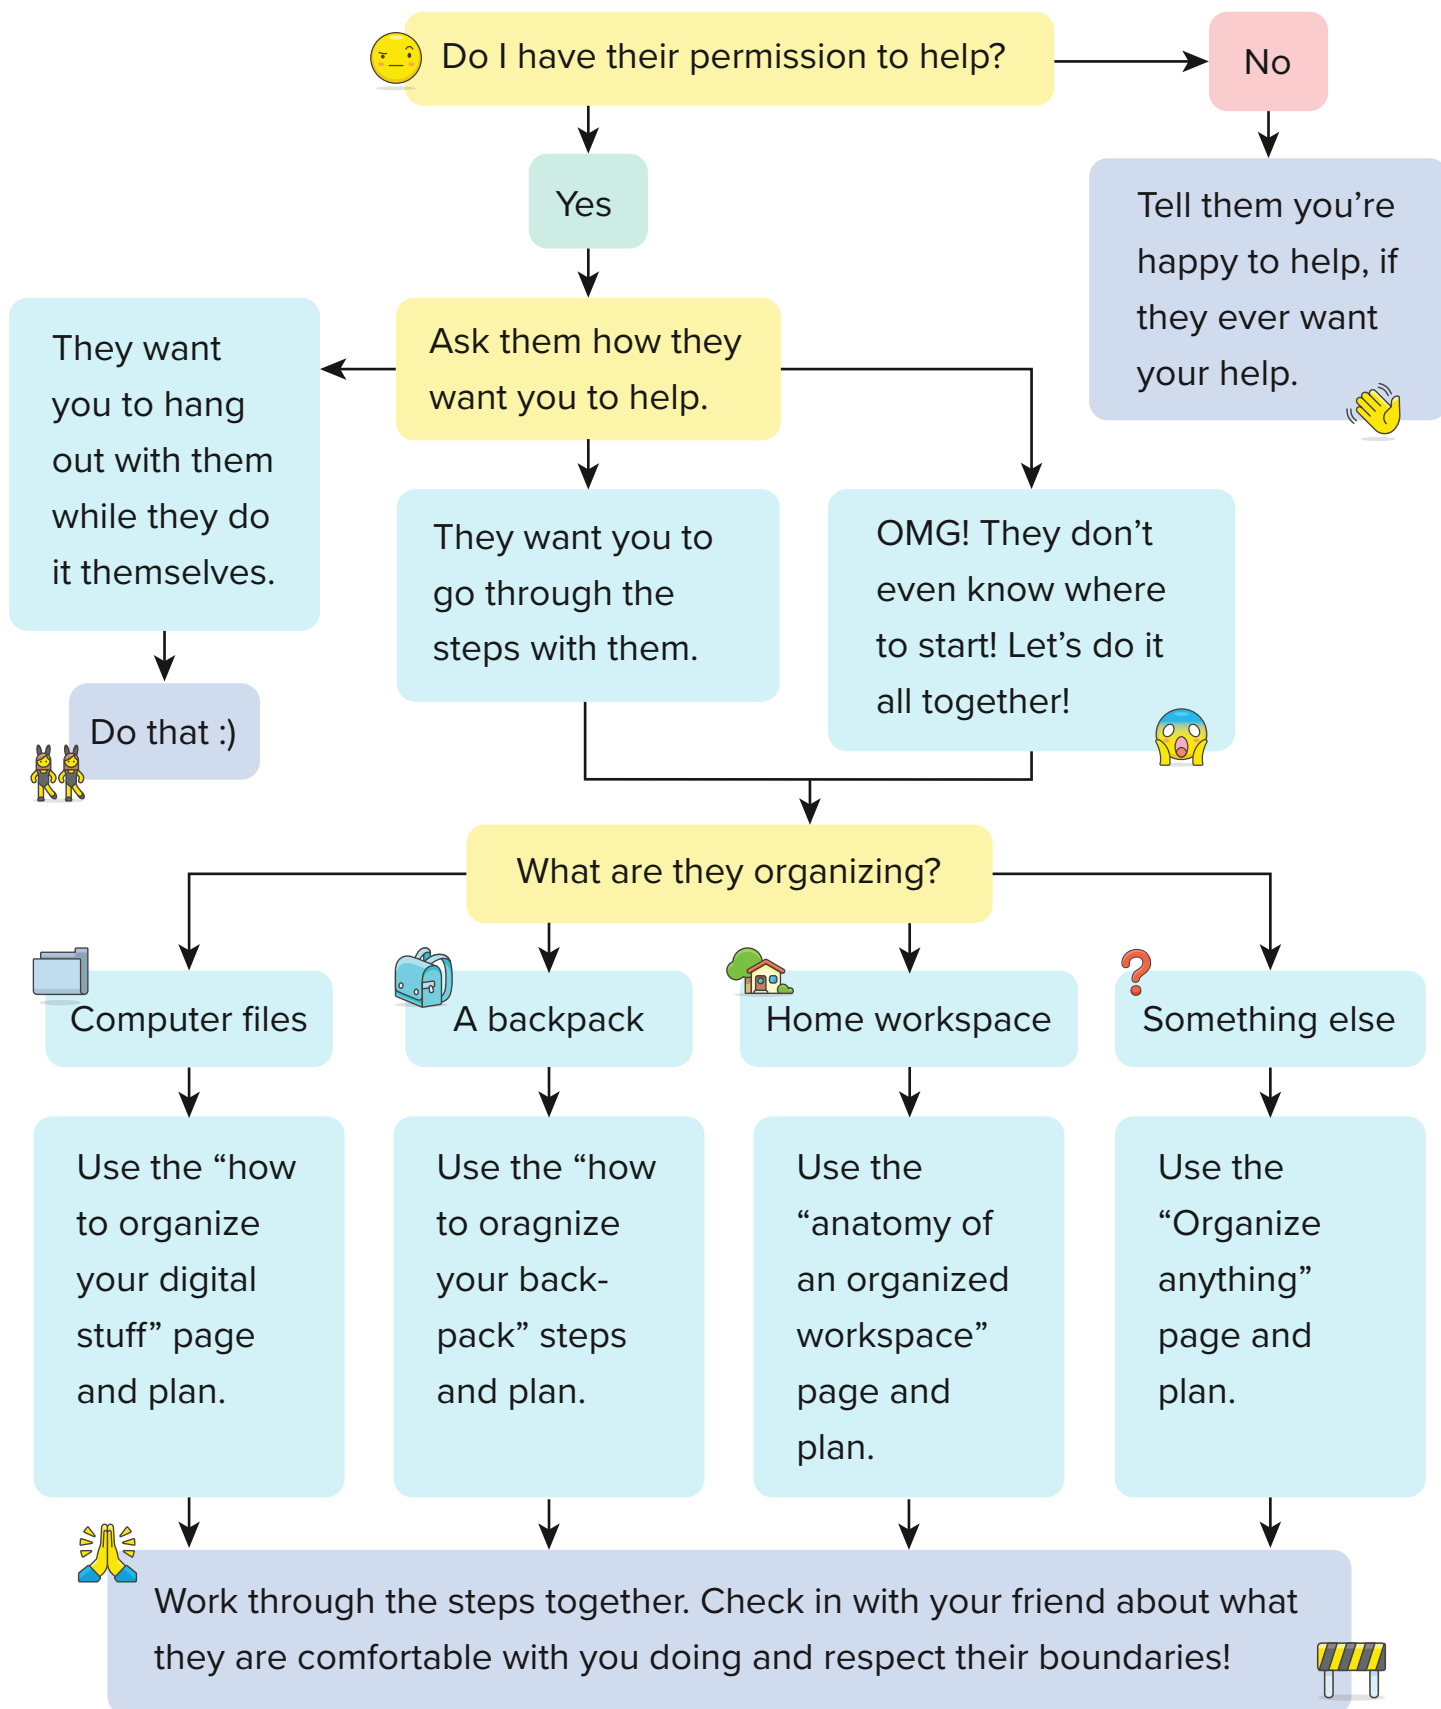 Do I have their permission to help?
No
Yes
Tell them you’re
happy to help, if
they ever want
your help.
They want
you to hang
out with them
while they do
it themselves.
Ask them how they
want you to help.
They want you to
go through the
steps with them.
OMG! They don’t
even know where
to start! Let’s do it
all together!
Do that :)
What are they organizing?
Computer files
A backpack
Home workspace
Something else
Use the “how
to organize
your digital
stuff” page
and plan.
Use the “how
to oragnize
your back-
pack” steps
and plan.
Use the
“anatomy of
an organized
workspace”
page and
plan.
Use the
“Organize
anything”
page and
plan.
Work through the steps together. Check in with your friend about what
they are comfortable with you doing and respect their boundaries!